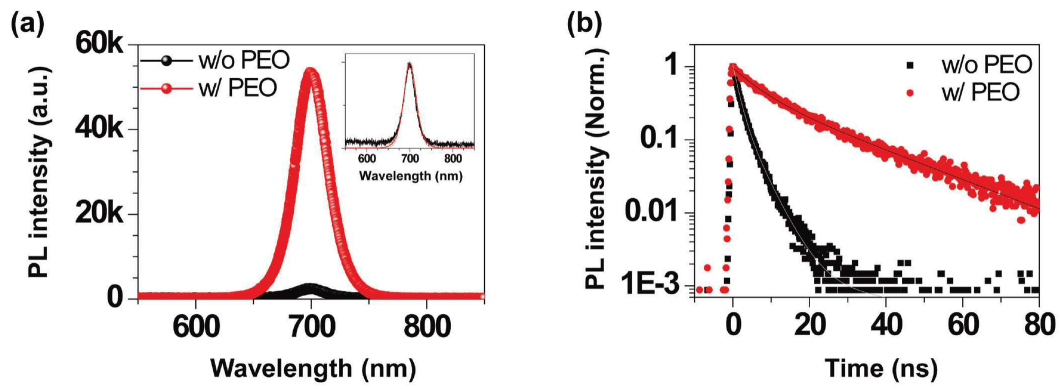 (a)
60k
40k
20k
0
PL intensity (a.u.)
w/o PEO
w/ PEO
600 700 800
Wavelength (nm)
600 700 800
Wavelength (nm)
(b)
1
0.1
0.01
1E-3
PL intensity (Norm.)
w/o PEO
w/ PEO
0 20 40 60 80
Time (ns)